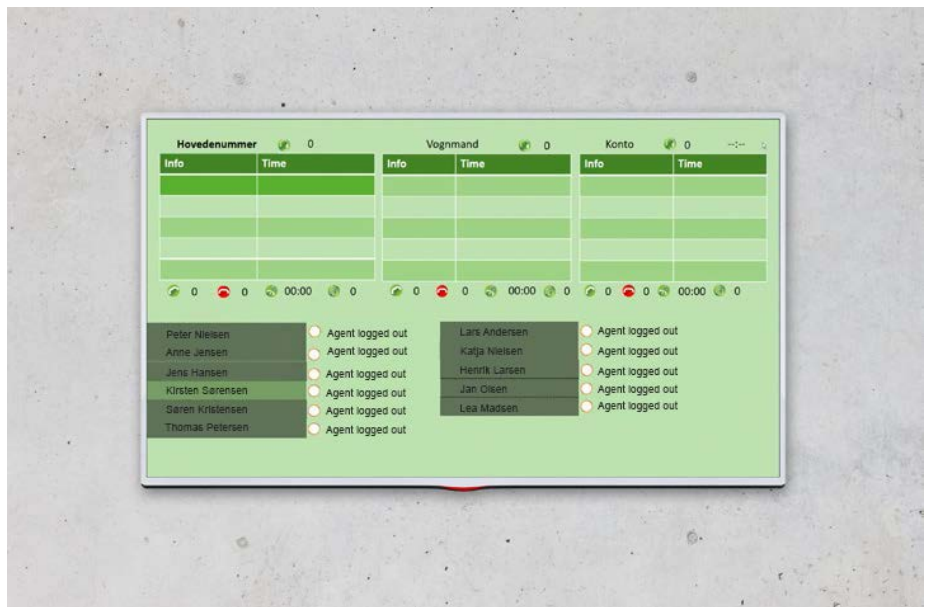 Hovedenummer 0 Vognmand 0 Konto 0 --:--
Info Time Info Time Info Time
0 0 00:00 0 0 0 00:00 0 0 0 00:00 0
Peter Nielsen Agent logged out Lars Andersen Agent logged out
Anne Jensen Agent logged out Katja Nielsen Agent logged out
Jens Hansen Agent logged out Henrik Larsen Agent logged out
Kirsten Sørensen Agent logged out Jan Olsen Agent logged out
Søren Kristensen Agent logged out Lea Madsen Agent logged out
Thomas Petersen Agent logged out